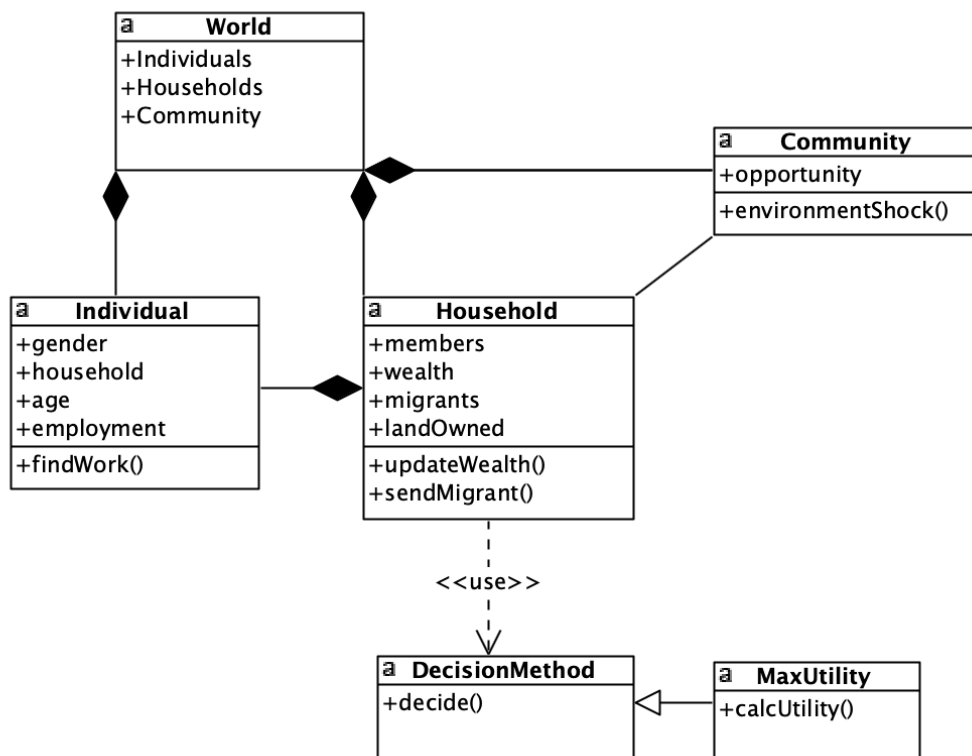 a World
+Individuals
+Households
+Community
a Community
+opportunity
+environmentShock()
a Individual
+gender
+household
+age
+employment
+findWork()
a Household
+members
+wealth
+migrants
+landOwned
+updateWealth()
+sendMigrant()
<<use>>
a DecisionMethod
+decide()
a MaxUtility
+calcUtility()